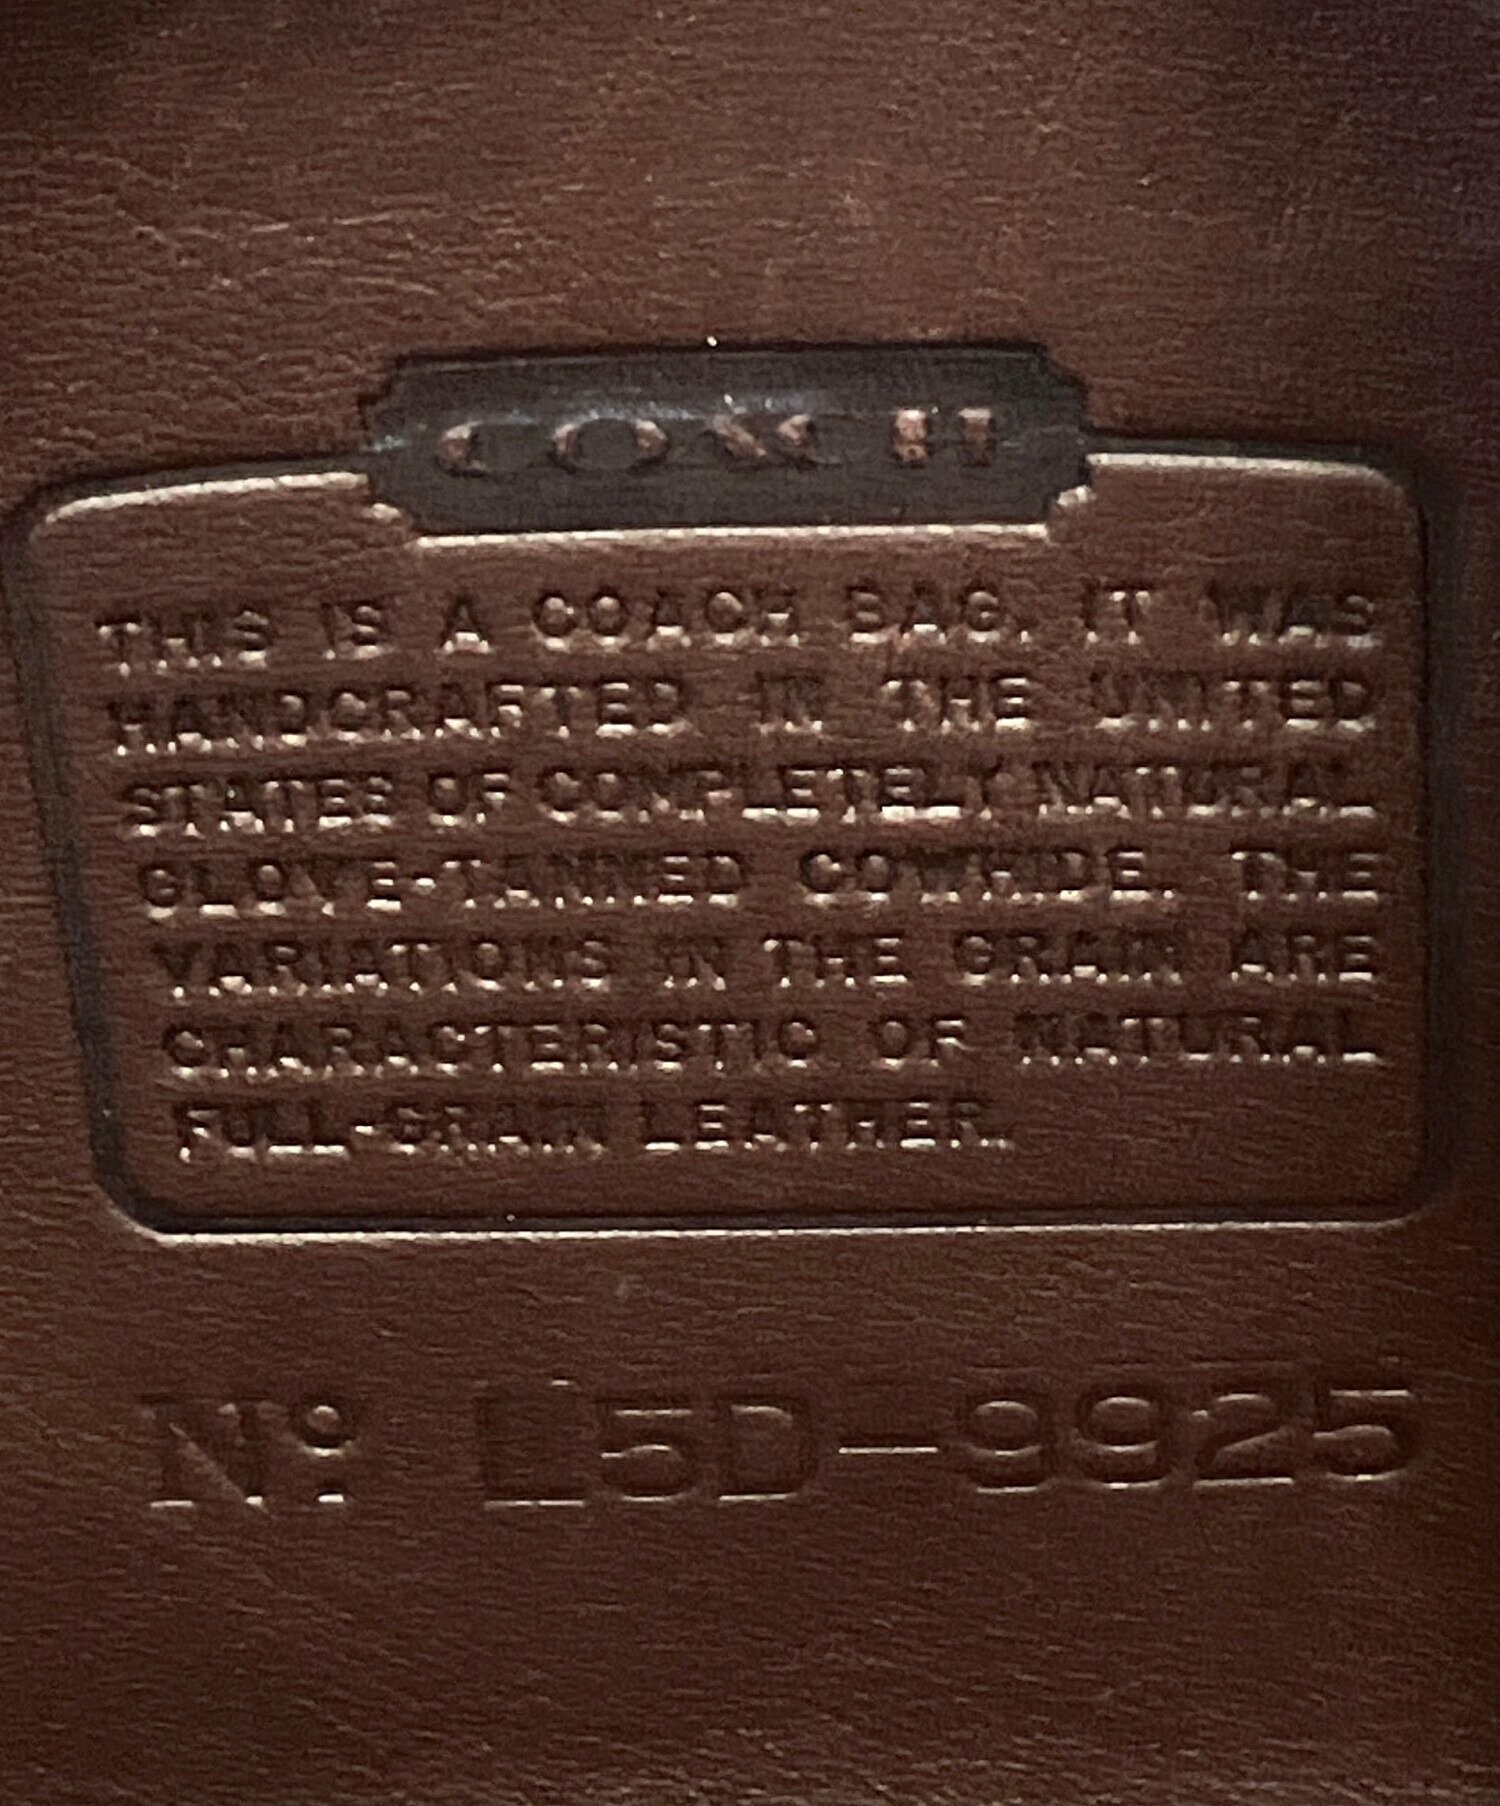 COACH
THIS IS A COACH BAG. IT WAS
HANDCRAFTED IN THE UNITED
STATES OF COMPLETELY NATURAL
GLOVE-TANNED COWHIDE. THE
VARIATIONS IN THE GRAIN ARE
CHARACTERISTIC OF NATURAL
FULL-GRAIN LEATHER.
Nº L5D-9925